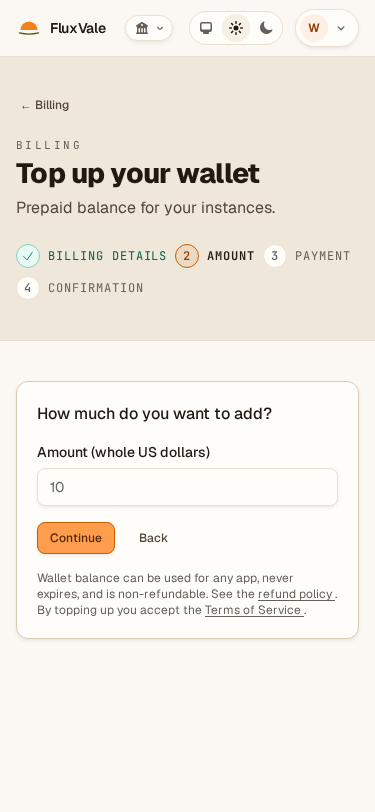 FluxVale
W
← Billing
BILLING
Top up your wallet
Prepaid balance for your instances.
BILLING DETAILS 2 AMOUNT 3 PAYMENT
4 CONFIRMATION
How much do you want to add?
Amount (whole US dollars)
10
Continue Back
Wallet balance can be used for any app, never
expires, and is non-refundable. See the refund policy .
By topping up you accept the Terms of Service .